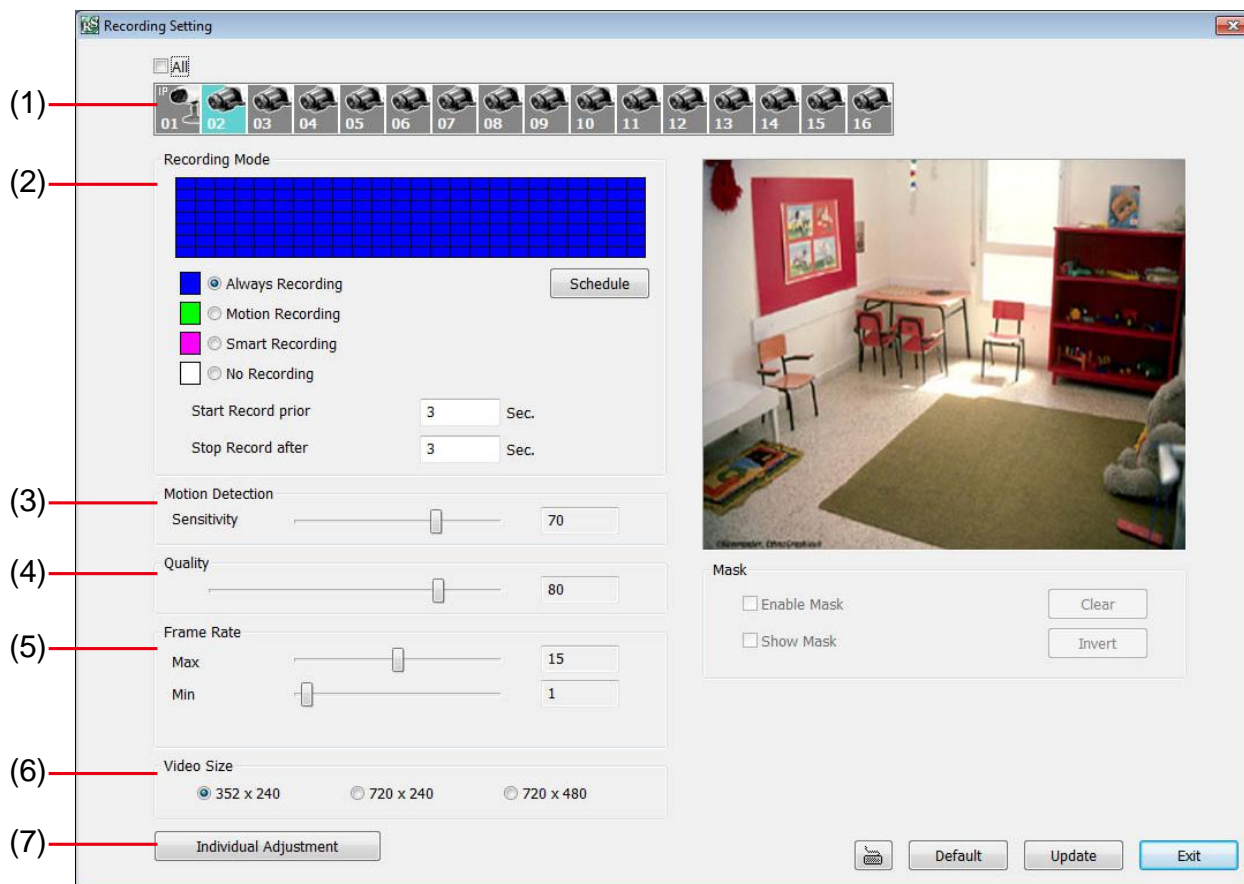 Recording Setting
All
(1)
IP
01 02 03 04 05 06 07 08 09 10 11 12 13 14 15 16
Recording Mode
(2)
Always Recording
Schedule
Motion Recording
Smart Recording
No Recording
Start Record prior 3 Sec.
Stop Record after 3 Sec.
(3)
Motion Detection
Sensitivity 70
(4)
Quality
80
(5)
Frame Rate
Max 15
Min 1
(6)
Video Size
352 x 240 720 x 240 720 x 480
(7)
Individual Adjustment
Mask
Enable Mask Clear
Show Mask Invert
Default Update Exit